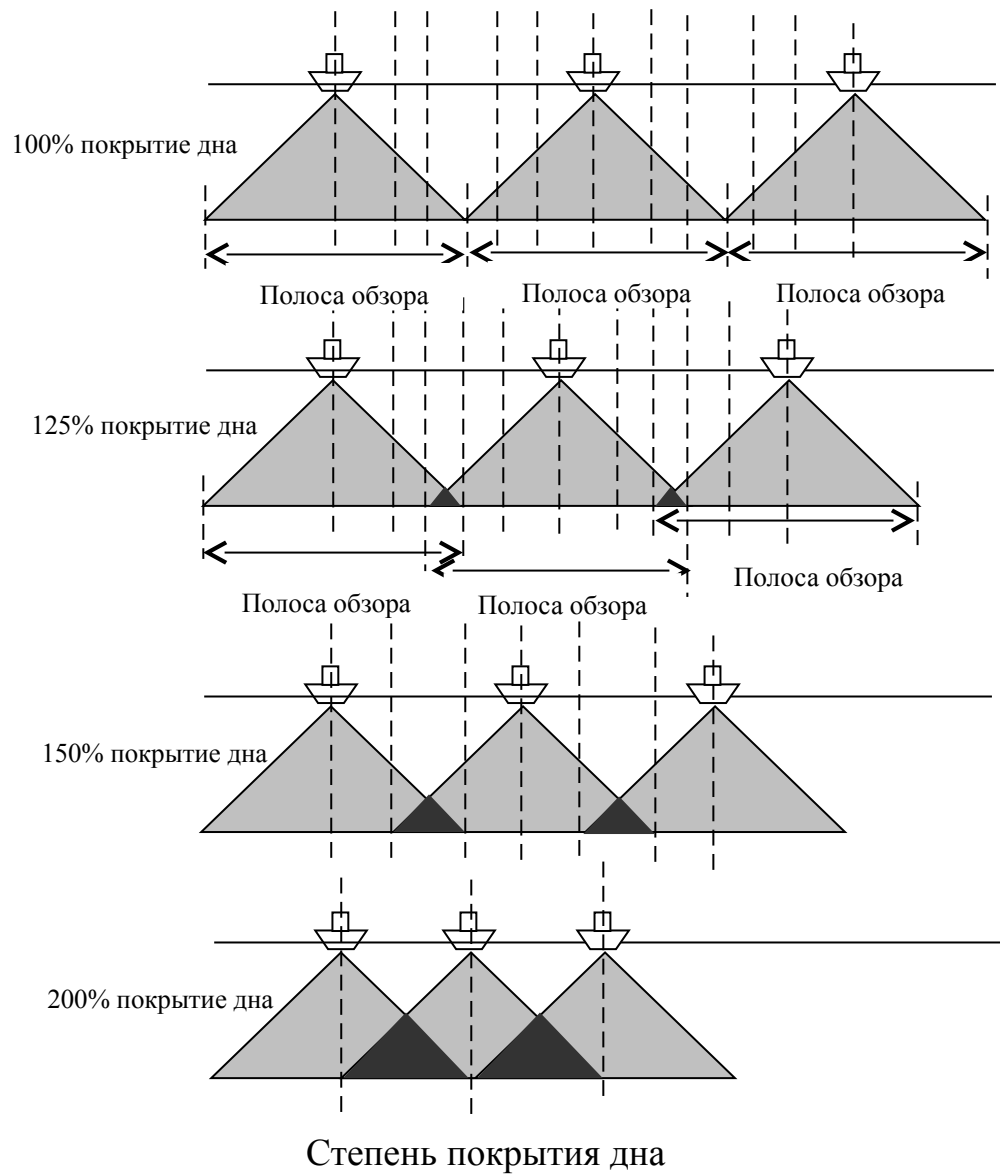 100% покрытие дна
Полоса обзора
Полоса обзора
Полоса обзора
125% покрытие дна
Полоса обзора
Полоса обзора
Полоса обзора
150% покрытие дна
200% покрытие дна
Степень покрытия дна